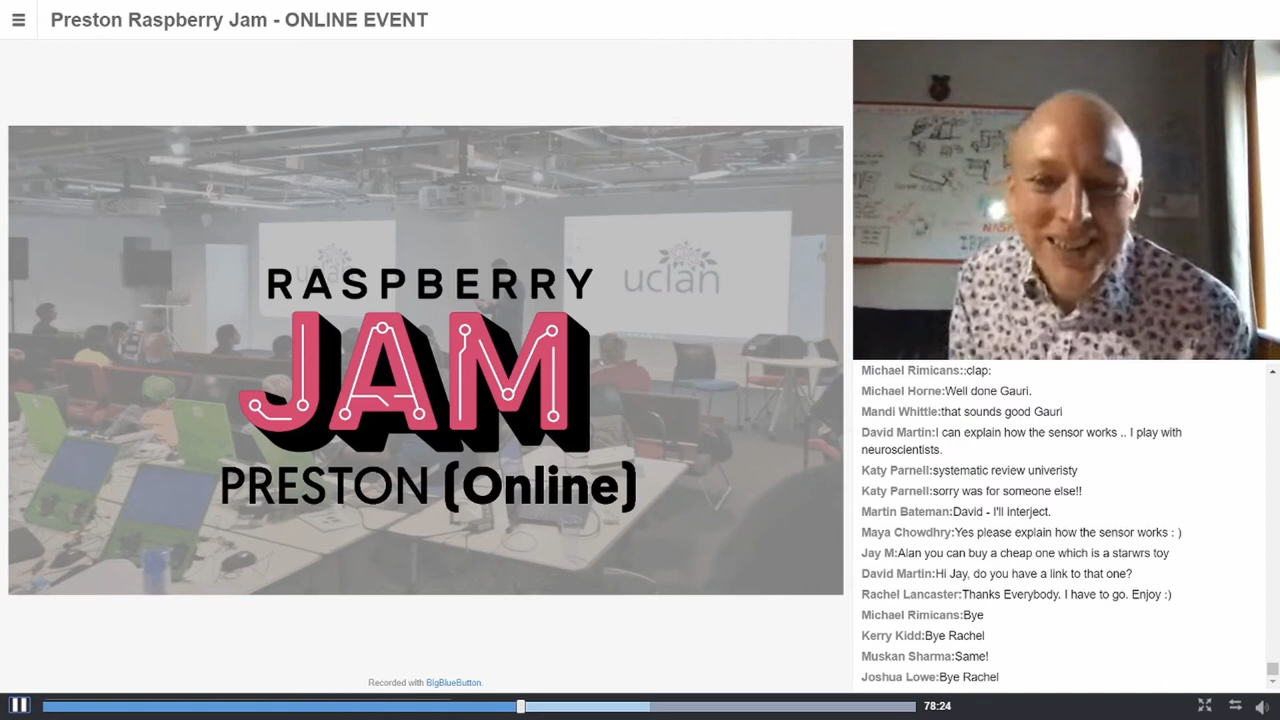 Preston Raspberry Jam - ONLINE EVENT
uclan
RASPBERRY
JAM
PRESTON (Online)
Michael Rimicans::clap:
Michael Horne:Well done Gauri.
Mandi Whittle:that sounds good Gauri
David Martin:I can explain how the sensor works .. I play with
neuroscientists.
Katy Parnell:systematic review univeristy
Katy Parnell:sorry was for someone else!!
Martin Bateman:David - I'll interject.
Maya Chowdhry:Yes please explain how the sensor works : )
Jay M:Alan you can buy a cheap one which is a starwrs toy
David Martin:Hi Jay, do you have a link to that one?
Rachel Lancaster:Thanks Everybody. I have to go. Enjoy :)
Michael Rimicans:Bye
Kerry Kidd:Bye Rachel
Muskan Sharma:Same!
Joshua Lowe:Bye Rachel
Recorded with BigBlueButton.
78:24